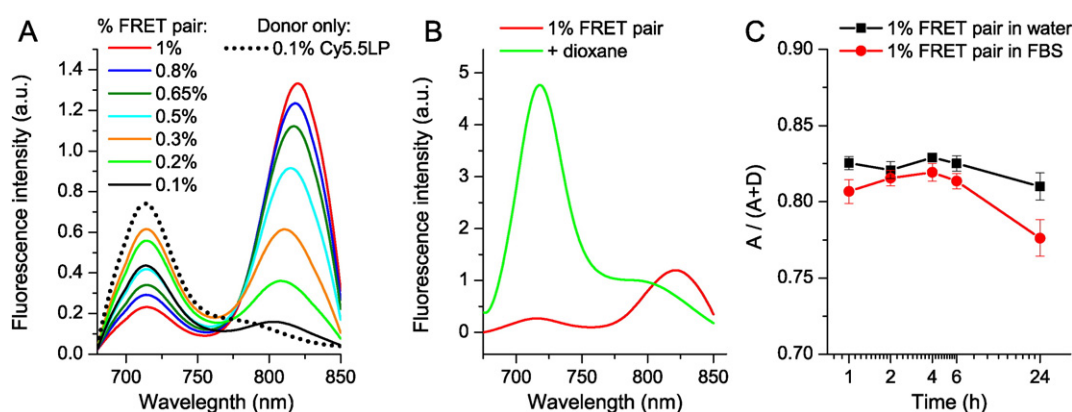 A
% FRET pair:
1%
0.8%
0.65%
0.5%
0.3%
0.2%
0.1%
Donor only:
0.1% Cy5.5LP
Fluorescence intensity (a.u.)
1.4
1.2
1.0
0.8
0.6
0.4
0.2
0.0
700
750
800
850
Wavelegnth (nm)
B
1% FRET pair
+ dioxane
Fluorescence intensity (a.u.)
5
4
3
2
1
0
700
750
800
850
Wavelength (nm)
C
1% FRET pair in water
1% FRET pair in FBS
A / (A+D)
0.90
0.85
0.80
0.75
0.70
1
2
4
6
24
Time (h)